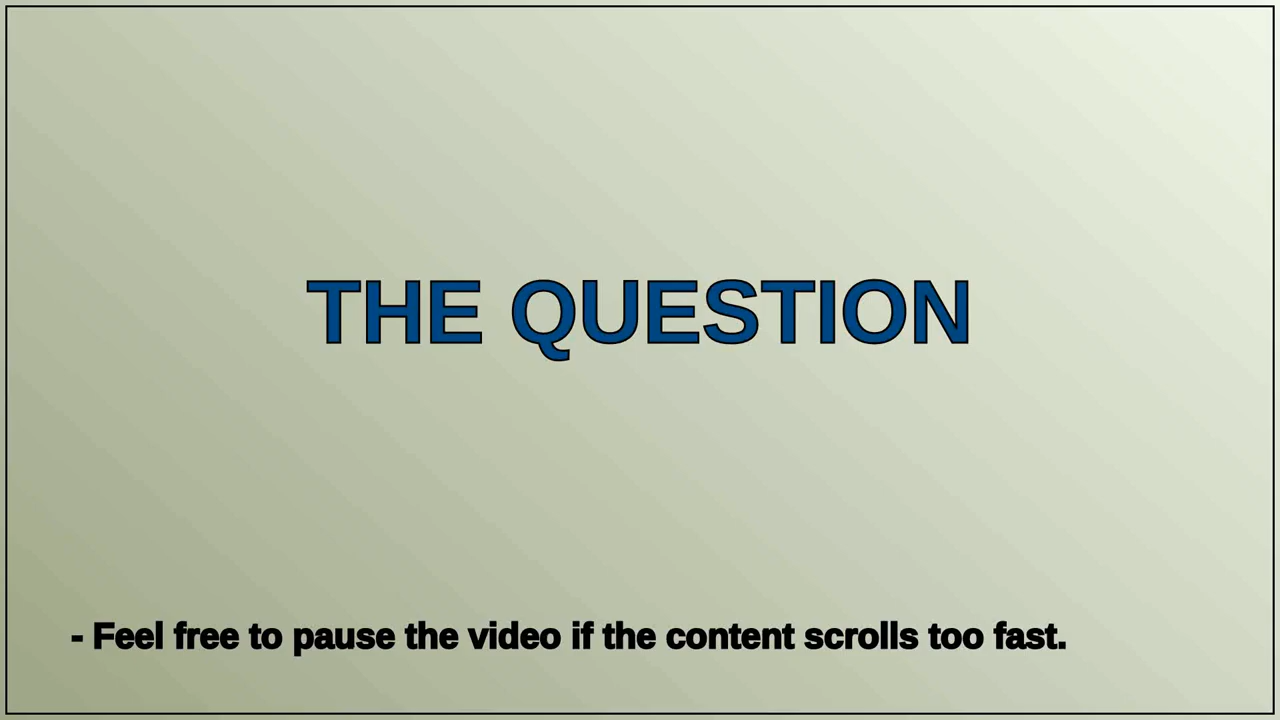 THE QUESTION
- Feel free to pause the video if the content scrolls too fast.